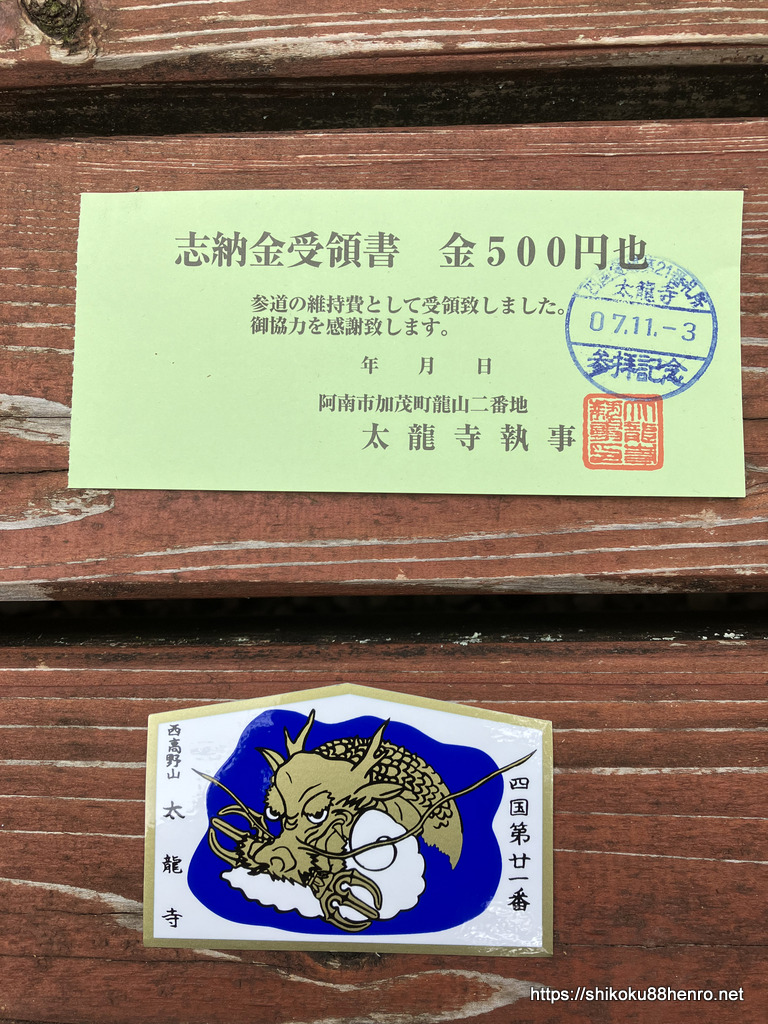 志納金受領書　金５００円也
参道の維持費として受領致しました。
御協力を感謝致します。
年　月　日
阿南市加茂町龍山二番地
太龍寺執事
太龍寺
07.11.-3
参拝記念
西高野山　太龍寺
四国第廿一番
https://shikoku88henro.net